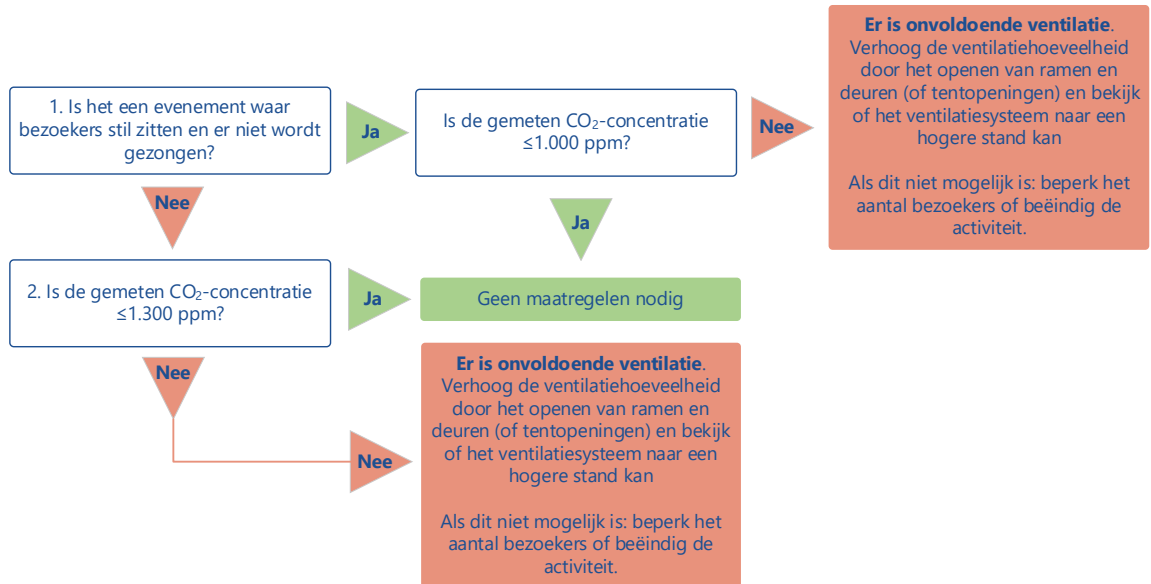 1. Is het een evenement waar
bezoekers stil zitten en er niet wordt
gezongen?
Ja
Is de gemeten CO₂-concentratie
≤1.000 ppm?
Nee
Er is onvoldoende ventilatie.
Verhoog de ventilatiehoeveelheid
door het openen van ramen en
deuren (of tentopeningen) en bekijk
of het ventilatiesysteem naar een
hogere stand kan
Als dit niet mogelijk is: beperk het
aantal bezoekers of beëindig de
activiteit.
Nee
Ja
2. Is de gemeten CO₂-concentratie
≤1.300 ppm?
Ja
Geen maatregelen nodig
Nee
Nee
Er is onvoldoende ventilatie.
Verhoog de ventilatiehoeveelheid
door het openen van ramen en
deuren (of tentopeningen) en bekijk
of het ventilatiesysteem naar een
hogere stand kan
Als dit niet mogelijk is: beperk het
aantal bezoekers of beëindig de
activiteit.